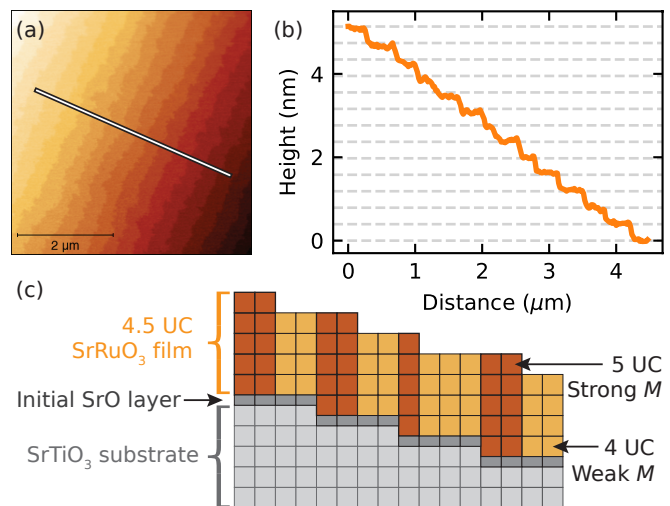 (a)
2 μm
(b)
Height (nm)
4
2
0
0
1
2
3
4
Distance (μm)
(c)
4.5 UC
SrRuO₃ film
Initial SrO layer
SrTiO₃ substrate
5 UC
Strong M
4 UC
Weak M